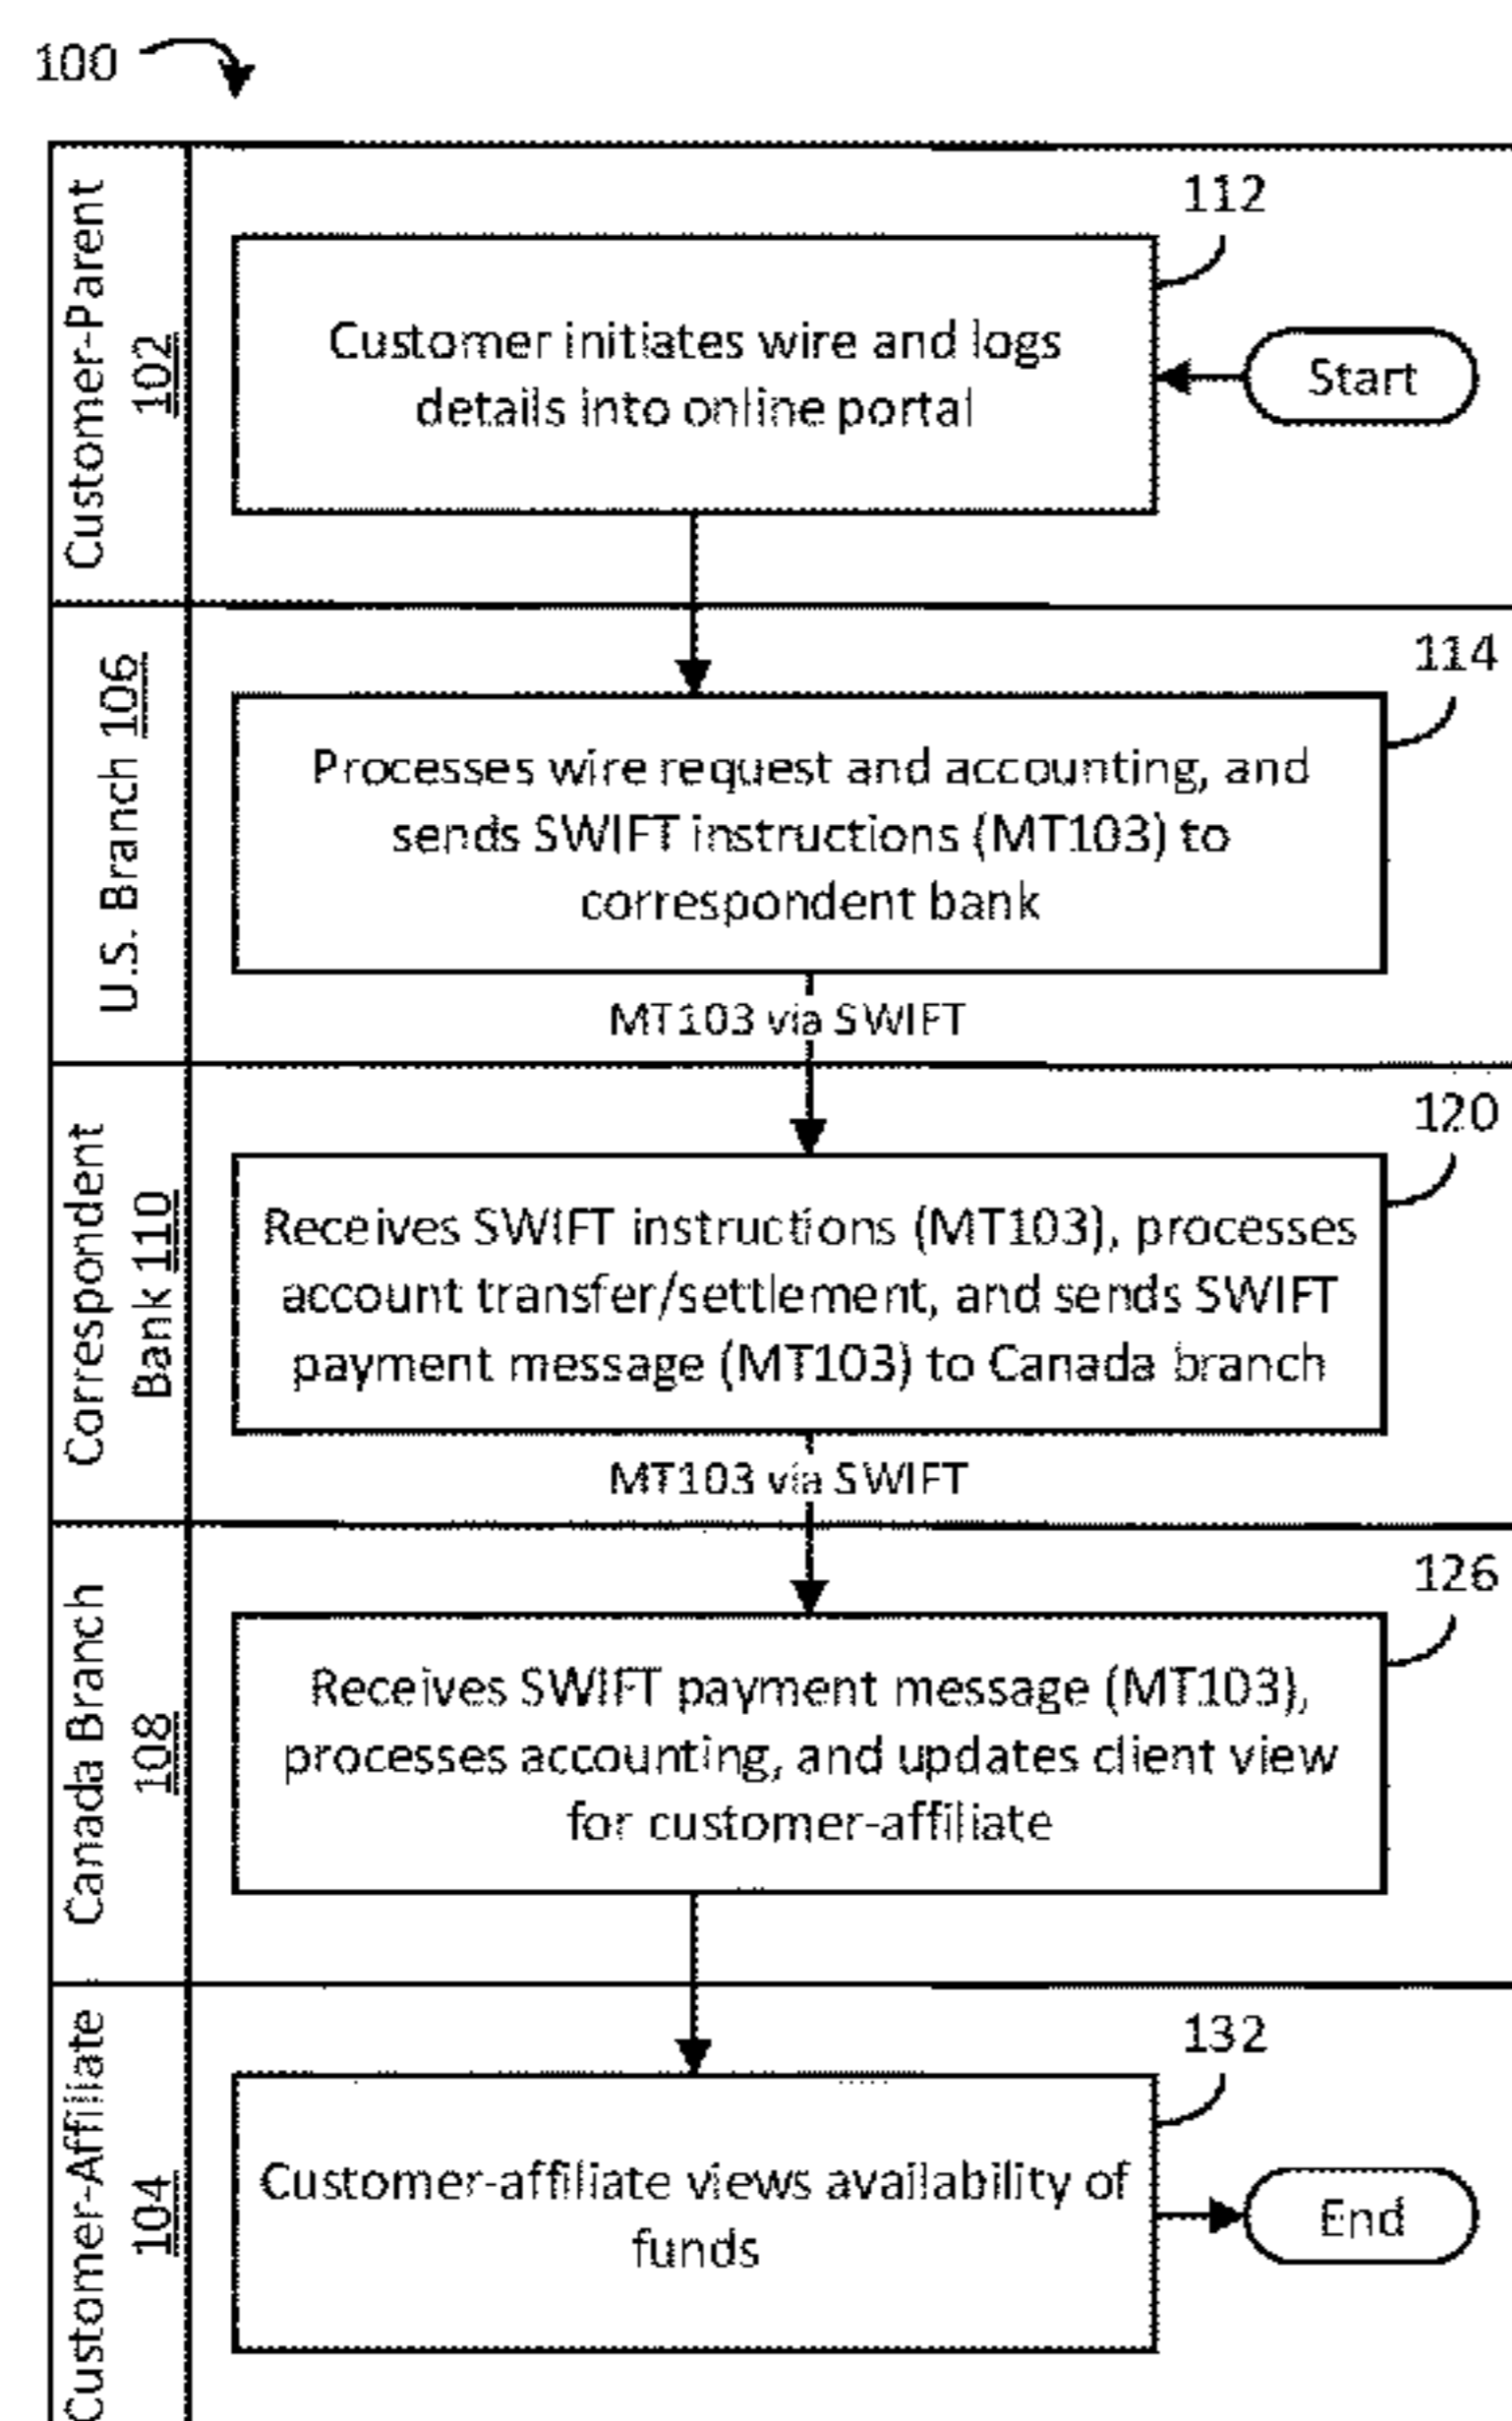 100
Customer-Parent
102
112
Customer initiates wire and logs
details into online portal
Start
U.S. Branch 106
114
Processes wire request and accounting, and
sends SWIFT instructions (MT103) to
correspondent bank
MT103 via SWIFT
Correspondent
Bank 110
120
Receives SWIFT instructions (MT103), processes
account transfer/settlement, and sends SWIFT
payment message (MT103) to Canada branch
MT103 via SWIFT
Canada Branch
108
126
Receives SWIFT payment message (MT103),
processes accounting, and updates client view
for customer-affiliate
Customer-Affiliate
104
132
Customer-affiliate views availability of
funds
End